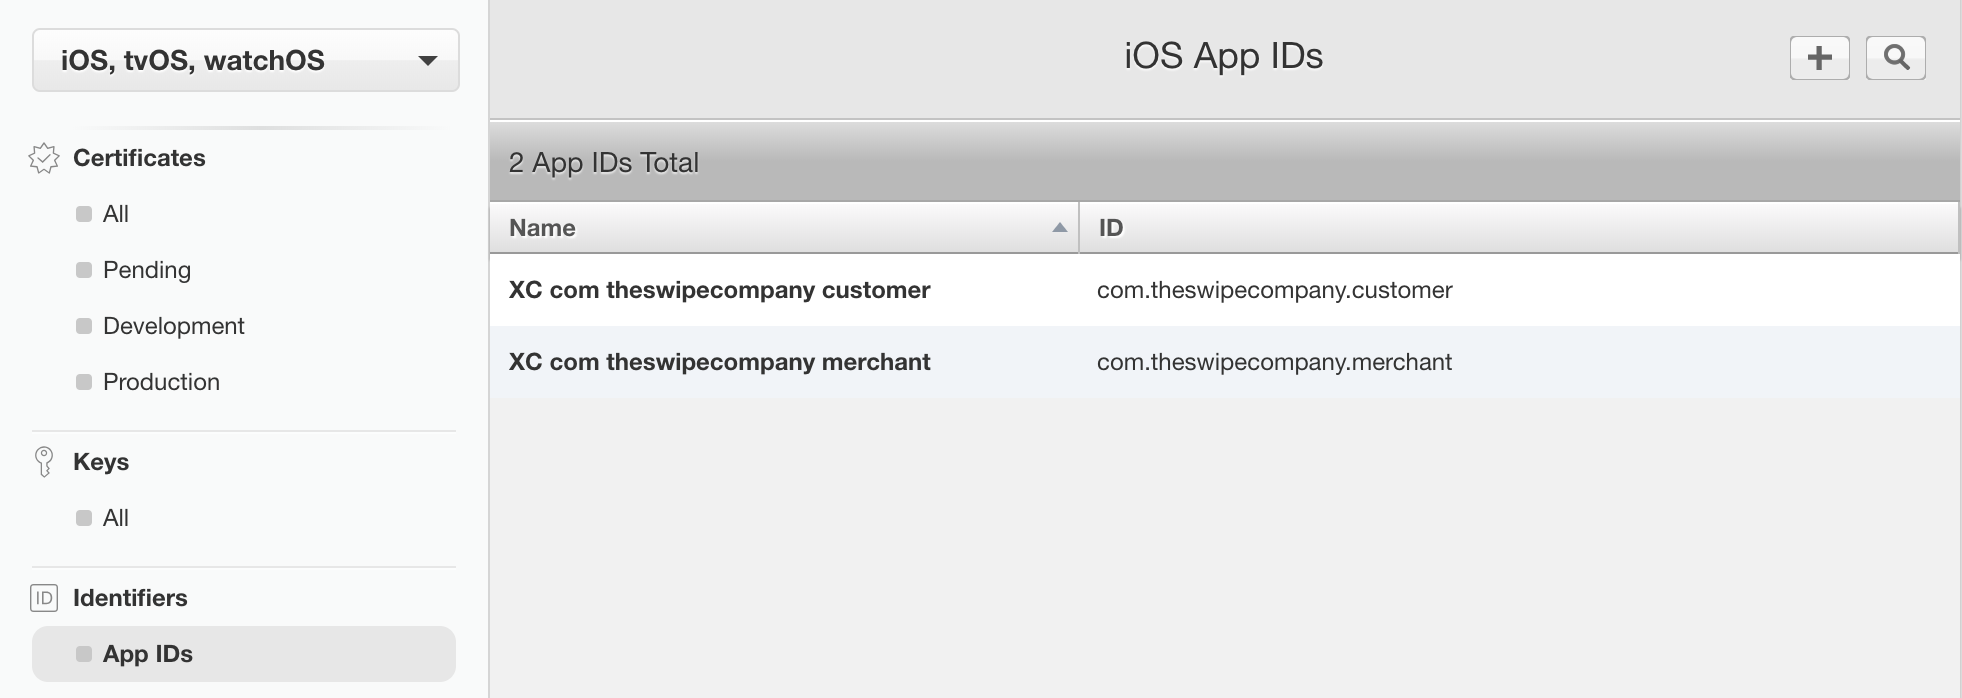 iOS, tvOS, watchOS
Certificates
All
Pending
Development
Production
Keys
All
ID
Identifiers
App IDs
iOS App IDs
2 App IDs Total
Name
ID
XC com theswipecompany customer
com.theswipecompany.customer
XC com theswipecompany merchant
com.theswipecompany.merchant